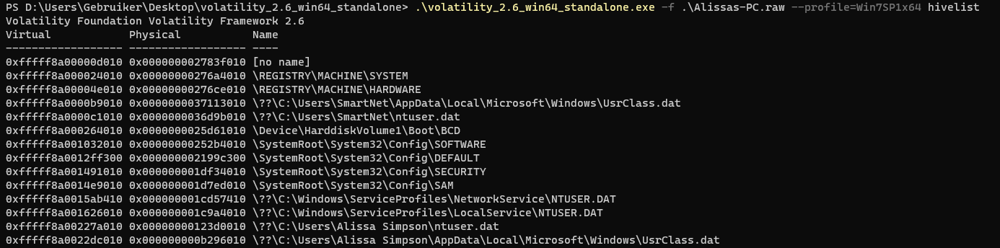 PS D:\Users\Gebruiker\Desktop\volatility_2.6_win64_standalone> .\volatility_2.6_win64_standalone.exe -f .\Alissas-PC.raw --profile=Win7SP1x64 hivelist
Volatility Foundation Volatility Framework 2.6
Virtual            Physical           Name
------------------ ------------------ ----
0xfffff8a00000d010 0x000000002783f010 [no name]
0xfffff8a000024010 0x00000000276a4010 \REGISTRY\MACHINE\SYSTEM
0xfffff8a00004e010 0x00000000276ce010 \REGISTRY\MACHINE\HARDWARE
0xfffff8a0000b9010 0x0000000037113010 \??\C:\Users\SmartNet\AppData\Local\Microsoft\Windows\UsrClass.dat
0xfffff8a0000c1010 0x0000000036d9b010 \??\C:\Users\SmartNet\ntuser.dat
0xfffff8a000264010 0x0000000025d61010 \Device\HarddiskVolume1\Boot\BCD
0xfffff8a001032010 0x00000000252b4010 \SystemRoot\System32\Config\SOFTWARE
0xfffff8a0012ff300 0x000000002199c300 \SystemRoot\System32\Config\DEFAULT
0xfffff8a001491010 0x000000001df34010 \SystemRoot\System32\Config\SECURITY
0xfffff8a0014e9010 0x000000001d7ed010 \SystemRoot\System32\Config\SAM
0xfffff8a0015ab410 0x000000001cd57410 \??\C:\Windows\ServiceProfiles\NetworkService\NTUSER.DAT
0xfffff8a001626010 0x000000001c9a4010 \??\C:\Windows\ServiceProfiles\LocalService\NTUSER.DAT
0xfffff8a00227a010 0x00000000123d0010 \??\C:\Users\Alissa Simpson\ntuser.dat
0xfffff8a0022dc010 0x000000000b296010 \??\C:\Users\Alissa Simpson\AppData\Local\Microsoft\Windows\UsrClass.dat